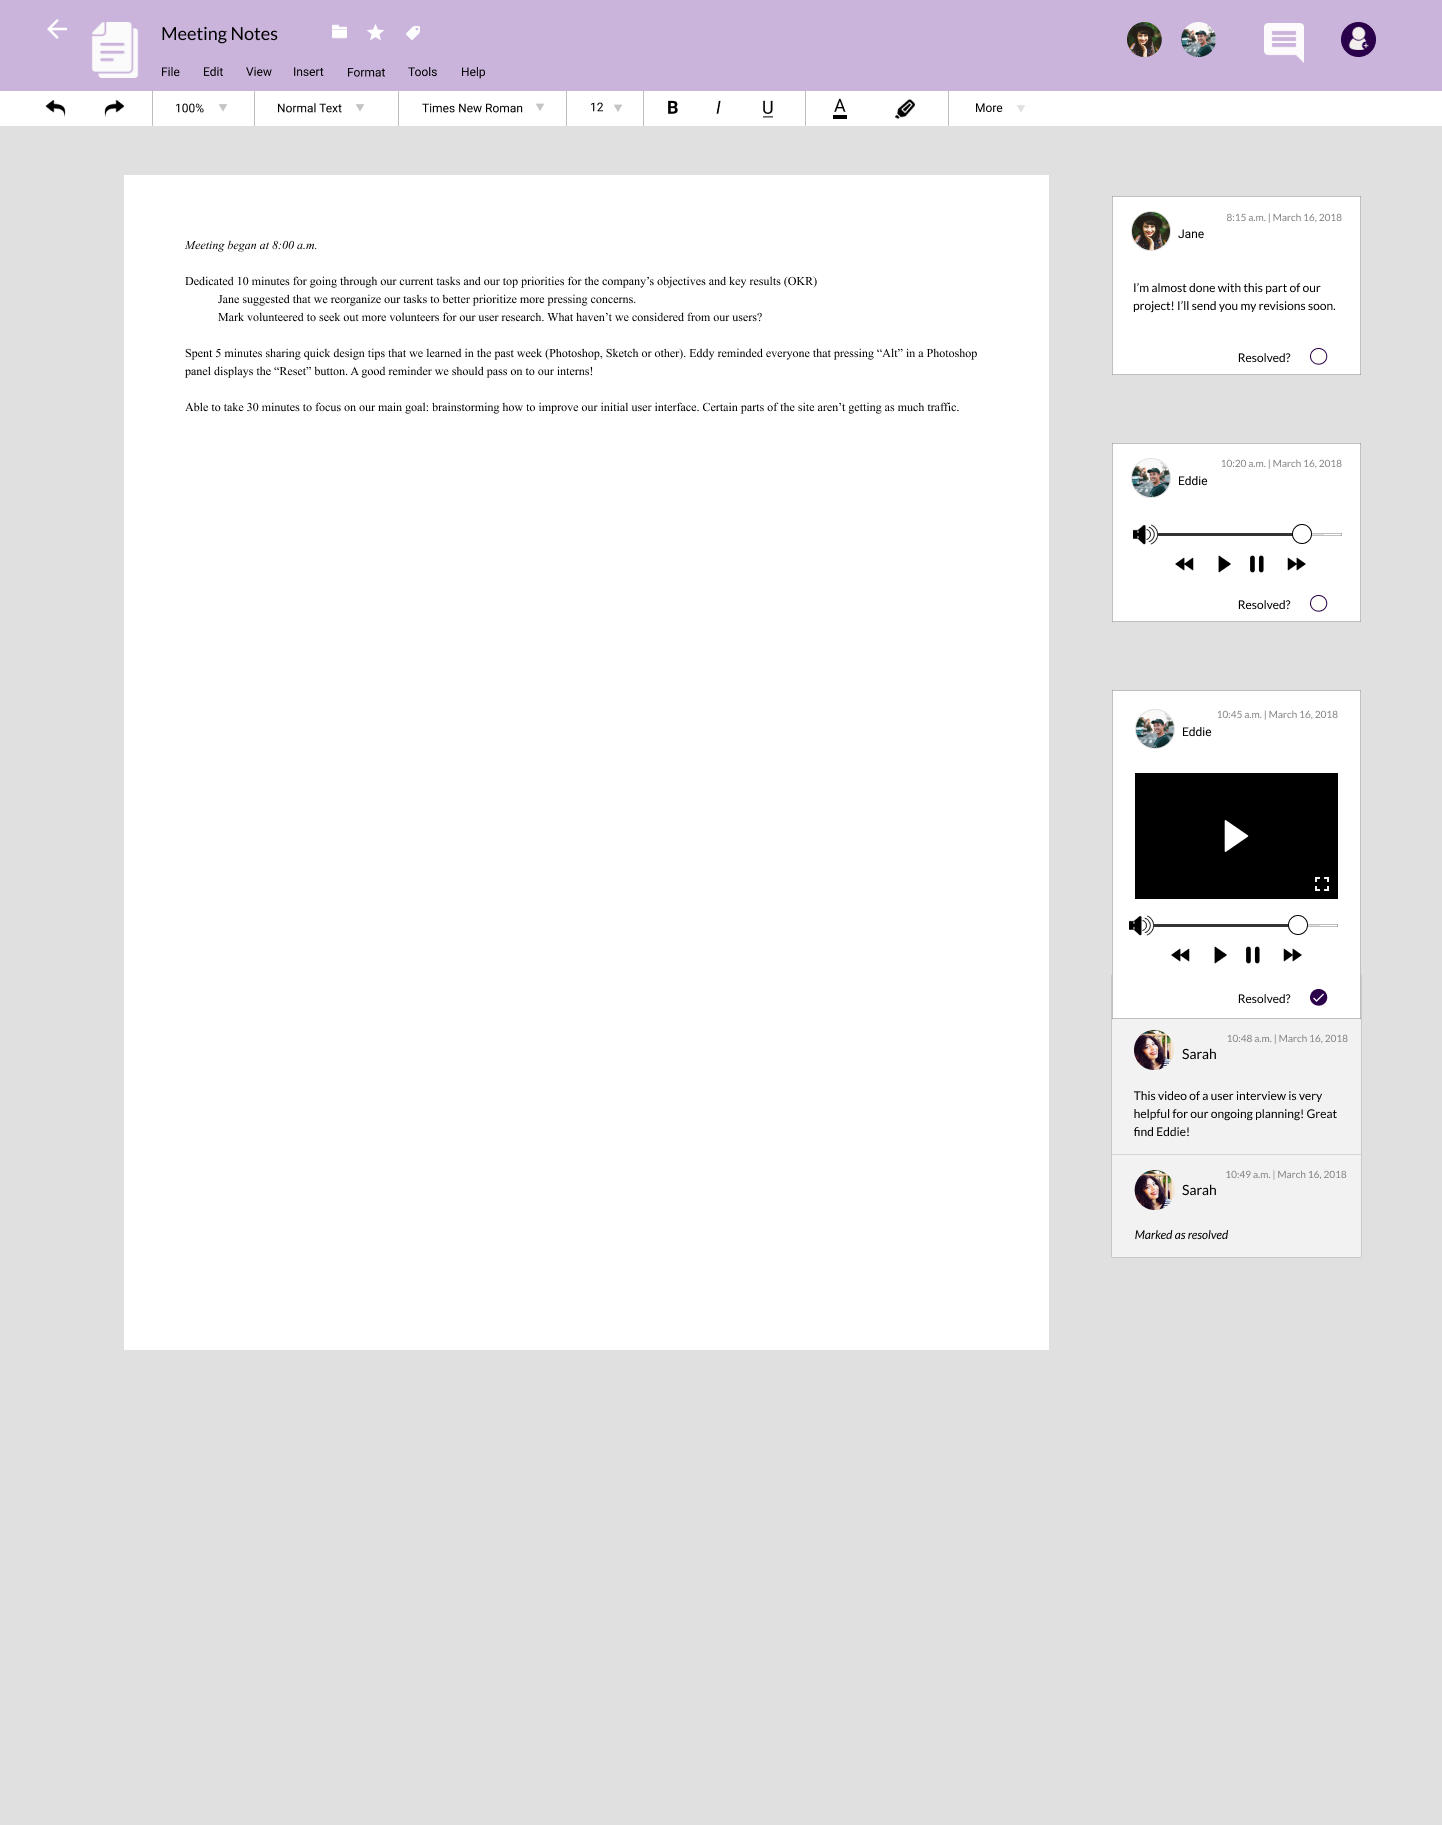 Meeting Notes
File Edit View Insert Format Tools Help
100% Normal Text Times New Roman 12 B I U A More
Meeting began at 8:00 a.m.
Dedicated 10 minutes for going through our current tasks and our top priorities for the company’s objectives and key results (OKR)
Jane suggested that we reorganize our tasks to better prioritize more pressing concerns.
Mark volunteered to seek out more volunteers for our user research. What haven’t we considered from our users?
Spent 5 minutes sharing quick design tips that we learned in the past week (Photoshop, Sketch or other). Eddy reminded everyone that pressing “Alt” in a Photoshop
panel displays the “Reset” button. A good reminder we should pass on to our interns!
Able to take 30 minutes to focus on our main goal: brainstorming how to improve our initial user interface. Certain parts of the site aren’t getting as much traffic.
8:15 a.m. | March 16, 2018
Jane
I’m almost done with this part of our
project! I’ll send you my revisions soon.
Resolved?
10:20 a.m. | March 16, 2018
Eddie
Resolved?
10:45 a.m. | March 16, 2018
Eddie
Resolved?
10:48 a.m. | March 16, 2018
Sarah
This video of a user interview is very
helpful for our ongoing planning! Great
find Eddie!
10:49 a.m. | March 16, 2018
Sarah
Marked as resolved